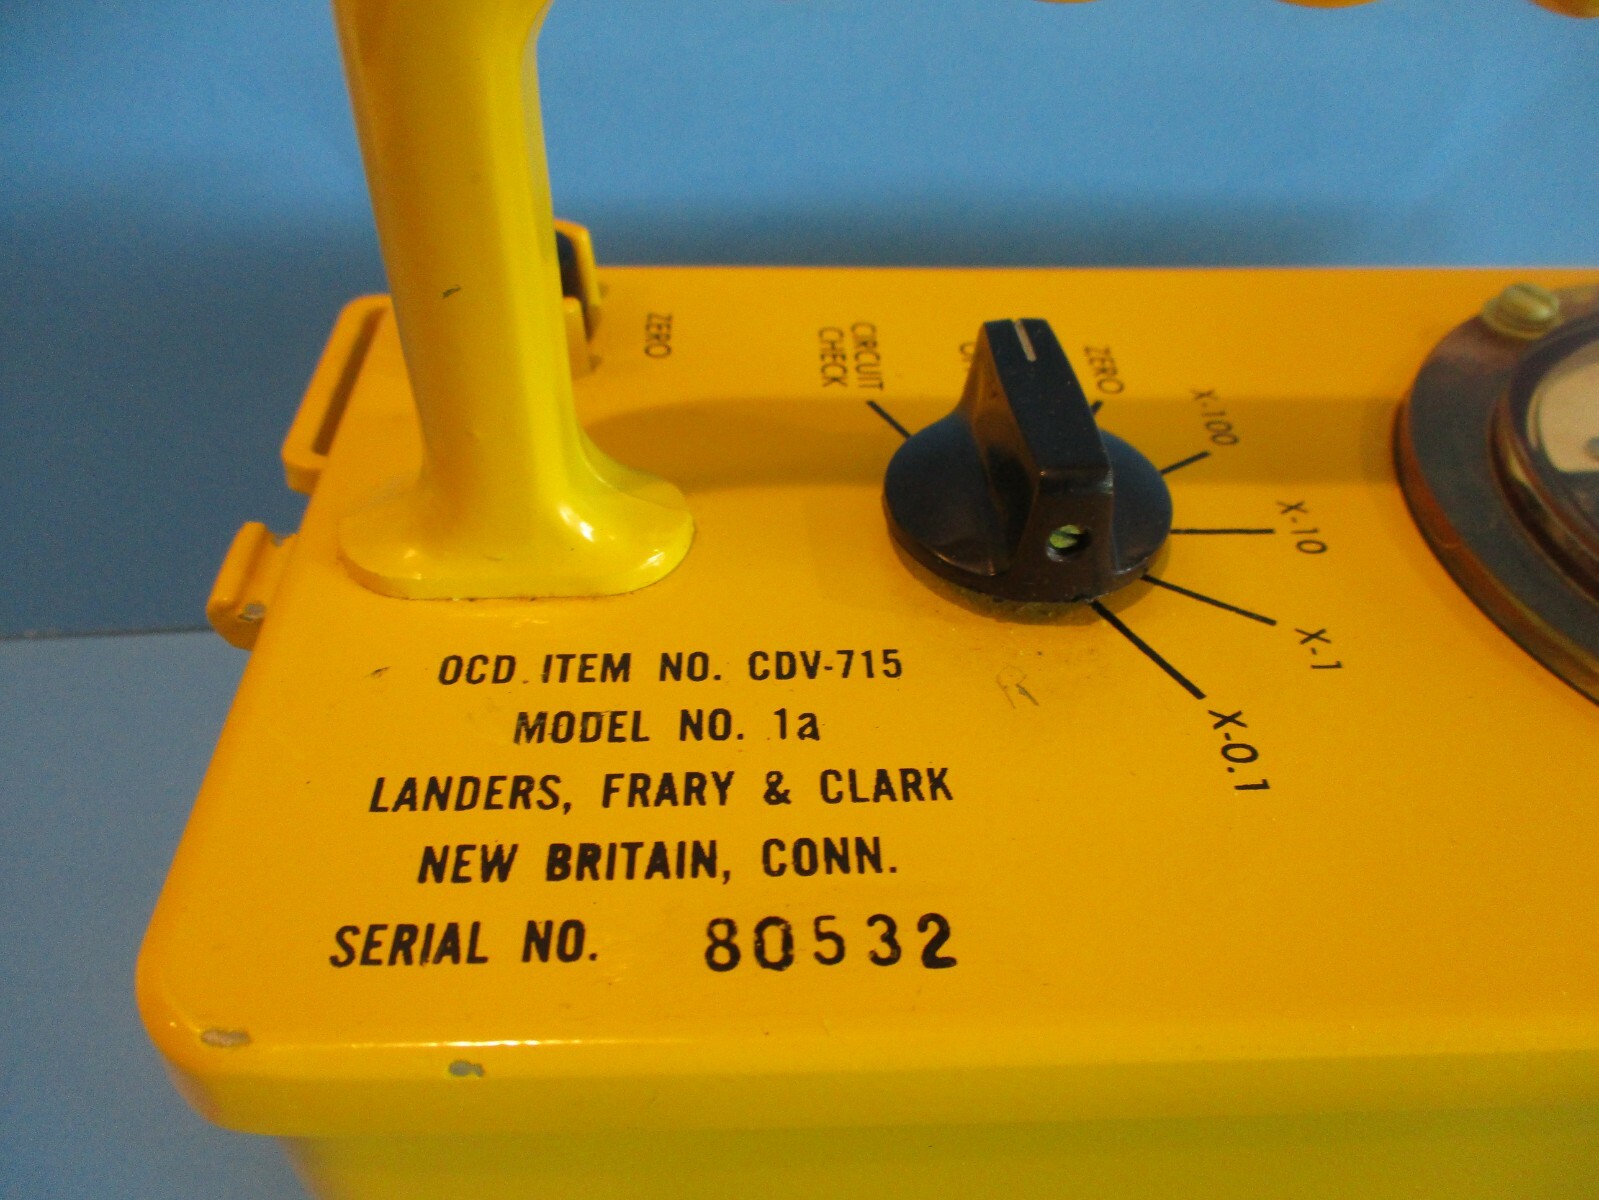 ZERO
CIRCUIT
CHECK
ZERO
X-100
X-10
X-1
X-0.1
OCD. ITEM NO. CDV-715
MODEL NO. 1a
LANDERS, FRARY & CLARK
NEW BRITAIN, CONN.
SERIAL NO. 80532